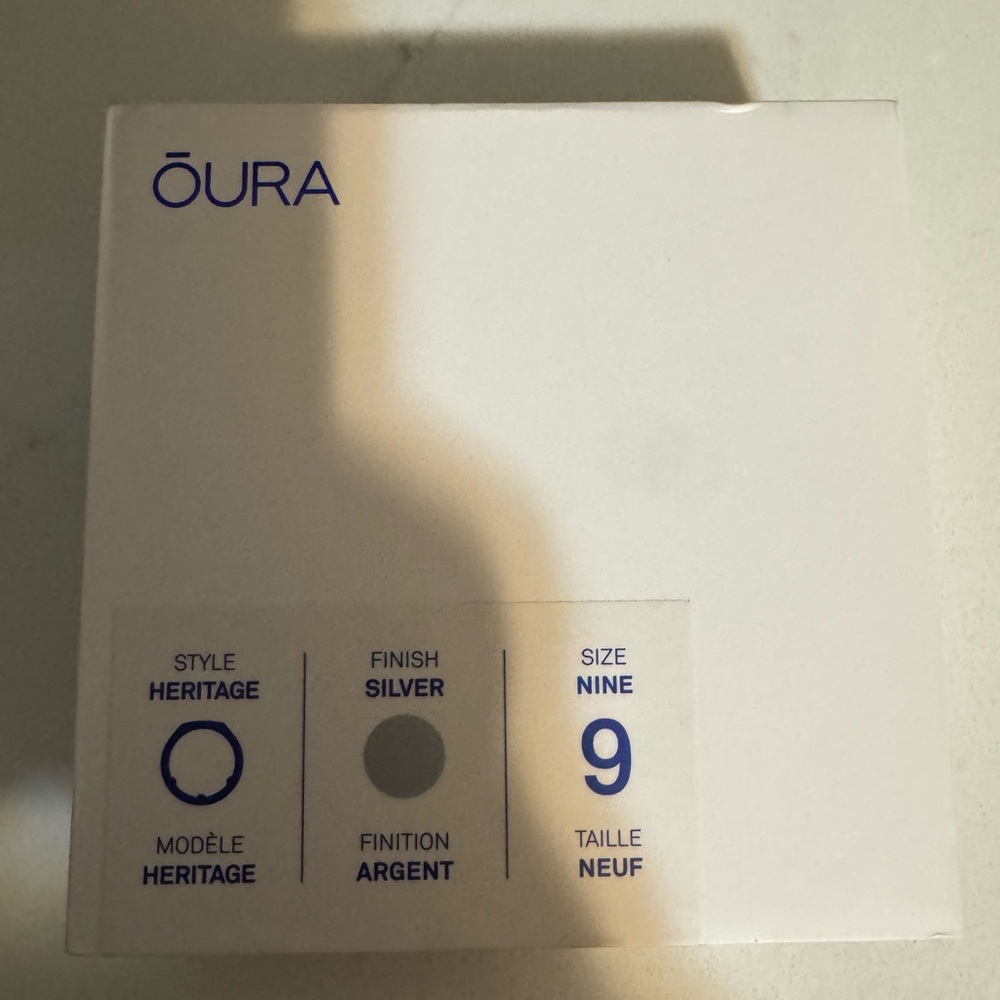 ŌURA
STYLE
HERITAGE
MODÈLE
HERITAGE
FINISH
SILVER
FINITION
ARGENT
SIZE
NINE
9
TAILLE
NEUF